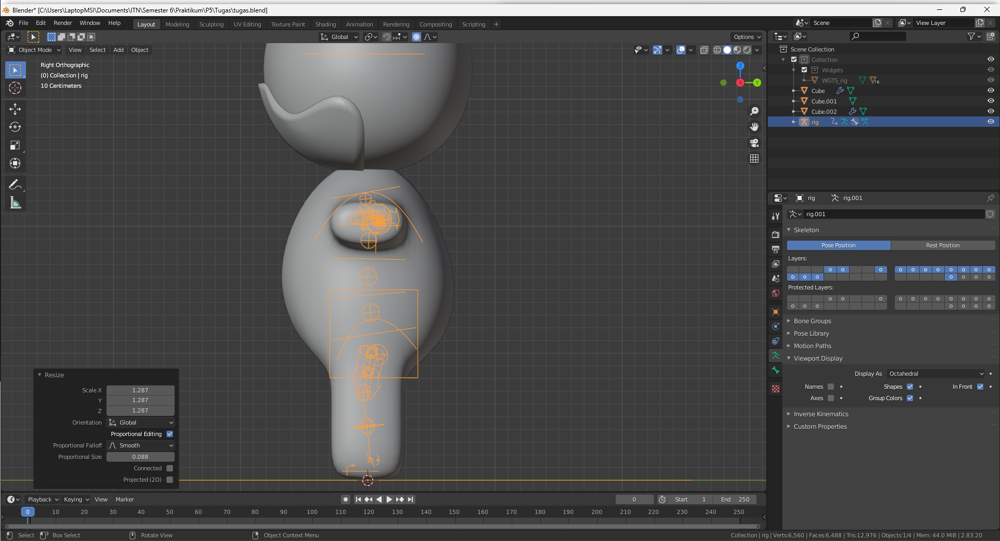 Blender* [C:\Users\LaptopMSI\Documents\ITN\Semester 6\Praktikum\P5\Tugas\tugas.blend]
File Edit Render Window Help Layout Modeling Sculpting UV Editing Texture Paint Shading Animation Rendering Compositing Scripting + Scene View Layer
Global Options
Object Mode View Select Add Object
Right Orthographic
(0) Collection | rig
10 Centimeters
Z
X
Y
Resize
Scale X 1.287
Y 1.287
Z 1.287
Orientation Global
Proportional Editing
Proportional Falloff Smooth
Proportional Size 0.088
Connected
Projected (2D)
Scene Collection
Collection
Widgets
WGTS_rig 78
Cube
Cube.001
Cube.002
rig
rig rig.001
rig.001
Skeleton
Pose Position Rest Position
Layers:
Protected Layers:
Bone Groups
Pose Library
Motion Paths
Viewport Display
Display As Octahedral
Names Shapes In Front
Axes Group Colors
Inverse Kinematics
Custom Properties
Playback Keying View Marker 0 Start 1 End 250
0 10 20 30 40 50 60 70 80 90 100 110 120 130 140 150 160 170 180 190 200 210 220 230 240 250
Select Box Select Rotate View Object Context Menu Collection | rig | Verts:6,560 | Faces:6,488 | Tris:12,976 | Objects:1/4 | Mem: 44.0 MiB | 2.83.20